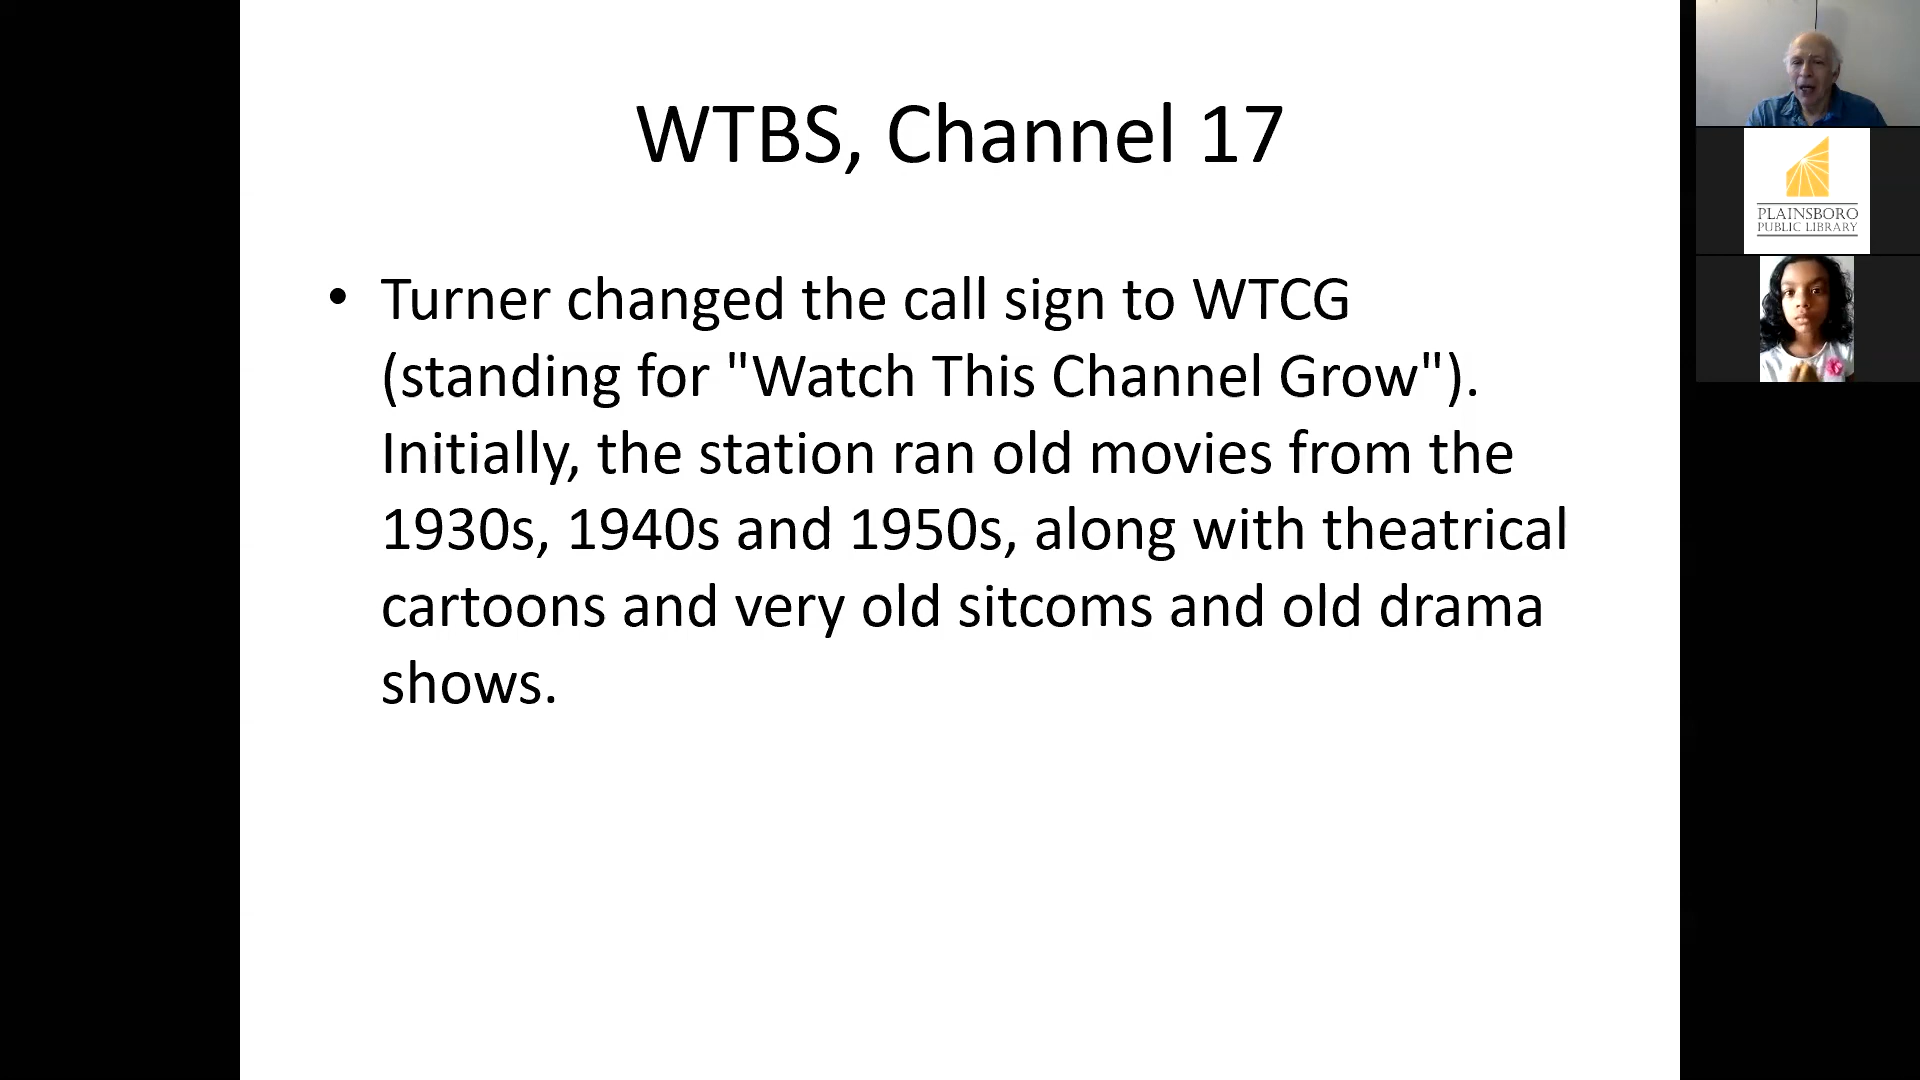 WTBS, Channel 17
• Turner changed the call sign to WTCG
(standing for "Watch This Channel Grow").
Initially, the station ran old movies from the
1930s, 1940s and 1950s, along with theatrical
cartoons and very old sitcoms and old drama
shows.
PLAINSBORO
PUBLIC LIBRARY